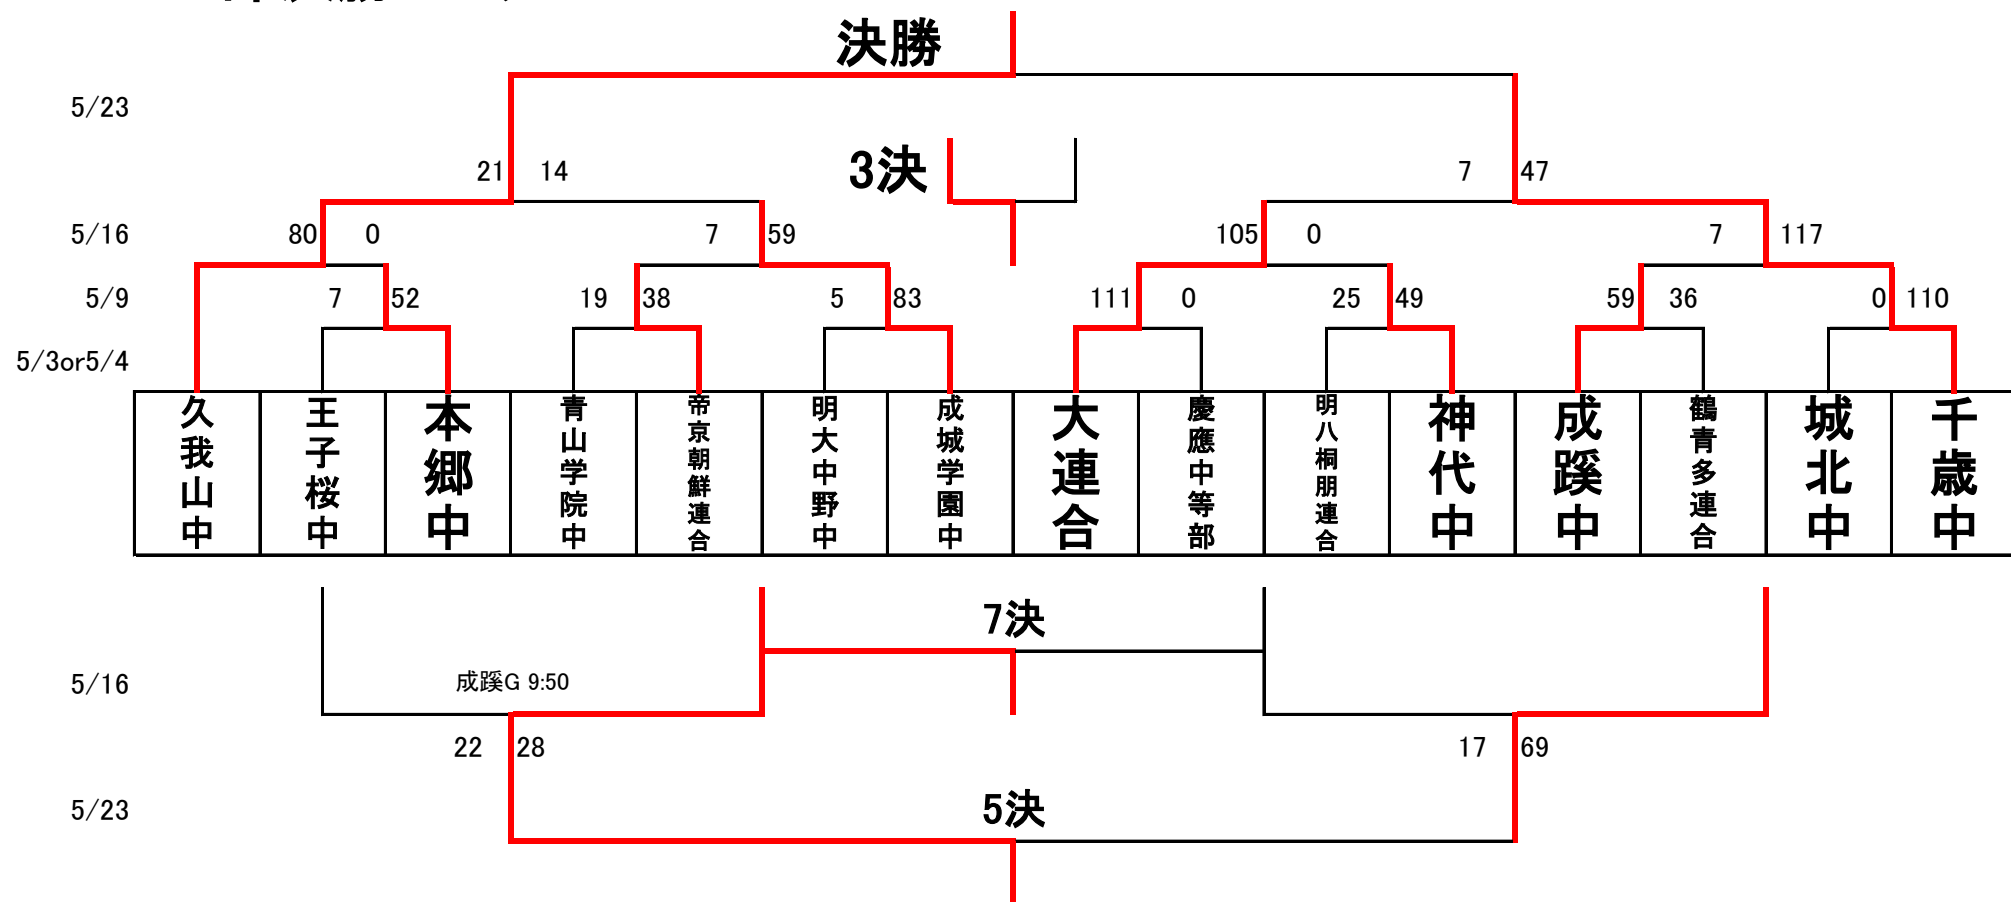 決勝
5/23
3決
21 14
7 47
5/16
80 0
7 59
105 0
7 117
5/9
7 52
19 38
5 83
111 0
25 49
59 36
0 110
5/3or5/4
久我山中
王子桜中
本郷中
青山学院中
帝京朝鮮連合
明大中野中
成城学園中
大連合
慶應中等部
明八桐朋連合
神代中
成蹊中
鶴青多連合
城北中
千歳中
7決
5/16
成蹊G 9:50
22 28
17 69
5/23
5決